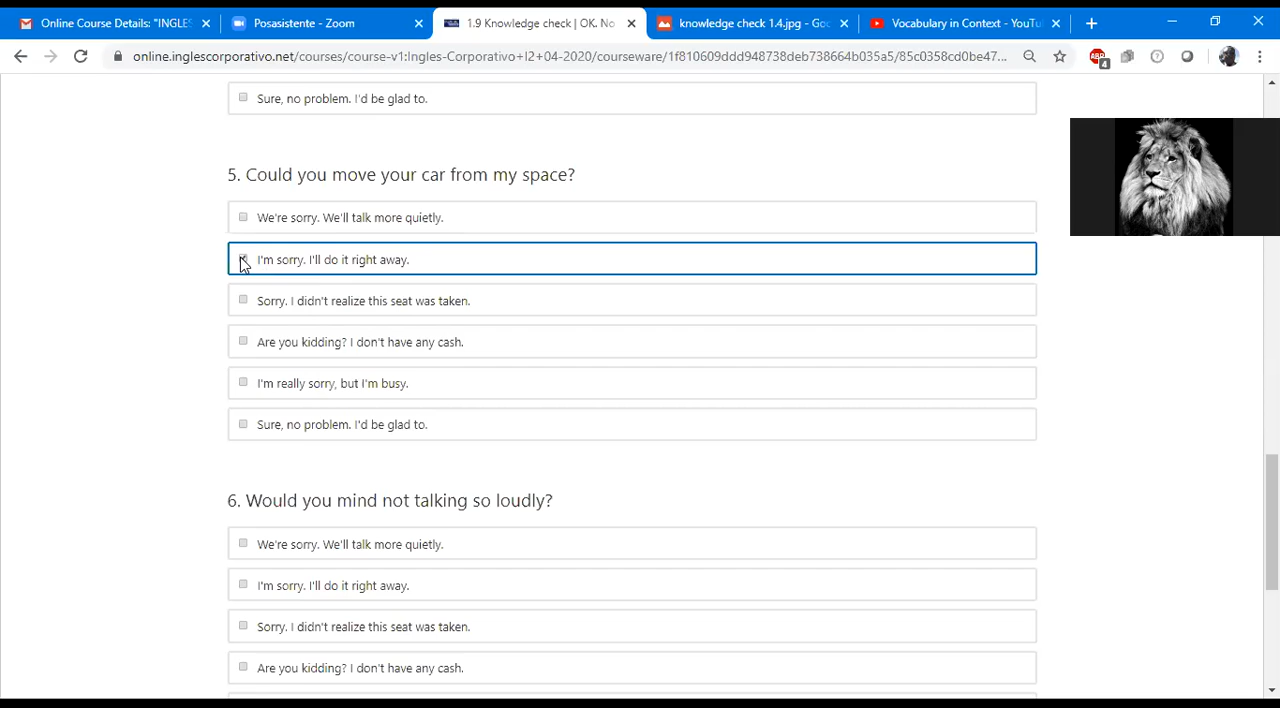 Online Course Details: "INGLES
Posasistente - Zoom
1.9 Knowledge check | OK. No
knowledge check 1.4.jpg - Goo
Vocabulary in Context - YouTu
online.inglescorporativo.net/courses/course-v1:Ingles-Corporativo+I2+04-2020/courseware/1f810609ddd948738deb738664b035a5/85c0358cd0be47...
4
Sure, no problem. I'd be glad to.
5. Could you move your car from my space?
We're sorry. We'll talk more quietly.
I'm sorry. I'll do it right away.
Sorry. I didn't realize this seat was taken.
Are you kidding? I don't have any cash.
I'm really sorry, but I'm busy.
Sure, no problem. I'd be glad to.
6. Would you mind not talking so loudly?
We're sorry. We'll talk more quietly.
I'm sorry. I'll do it right away.
Sorry. I didn't realize this seat was taken.
Are you kidding? I don't have any cash.